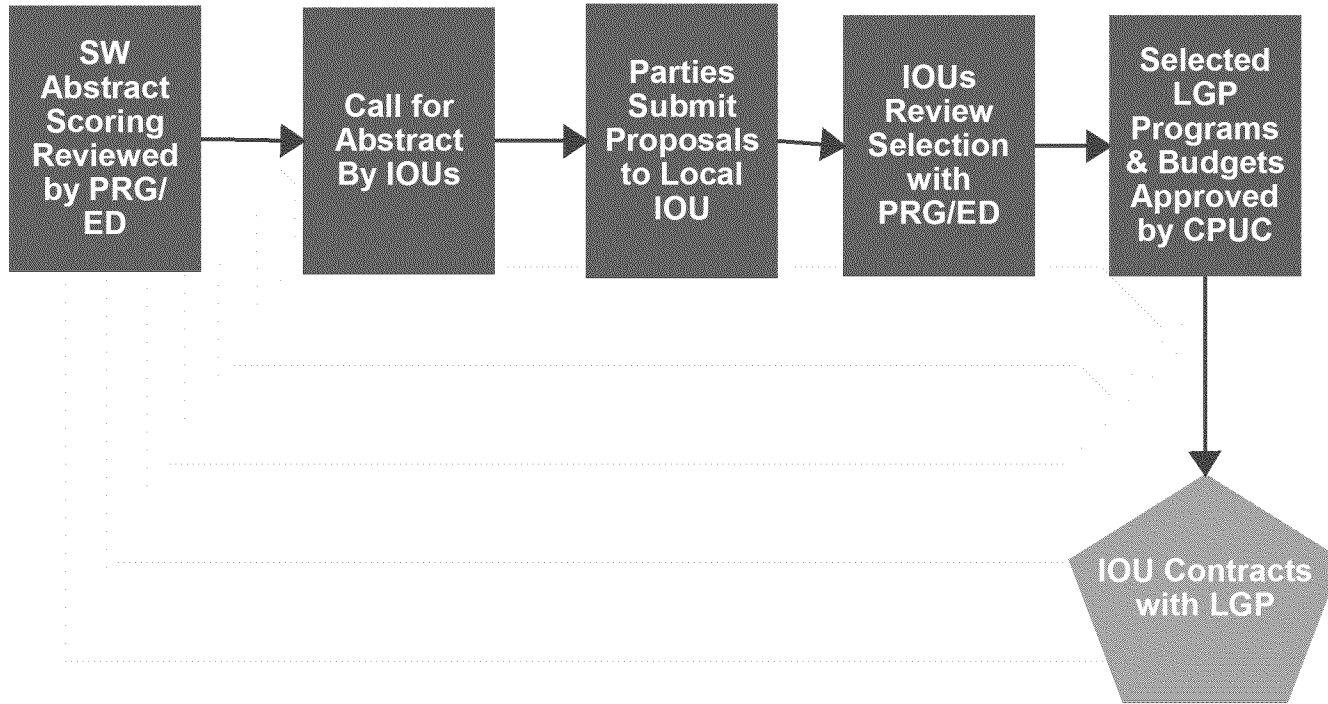 SW
Abstract
Scoring
Reviewed
by PRG/
ED
Call for
Abstract
By IOUs
Parties
Submit
Proposals
to Local
IOU
IOUs
Review
Selection
with
PRG/ED
Selected
LGP
Programs
& Budgets
Approved
by CPUC
IOU Contracts
with LGP